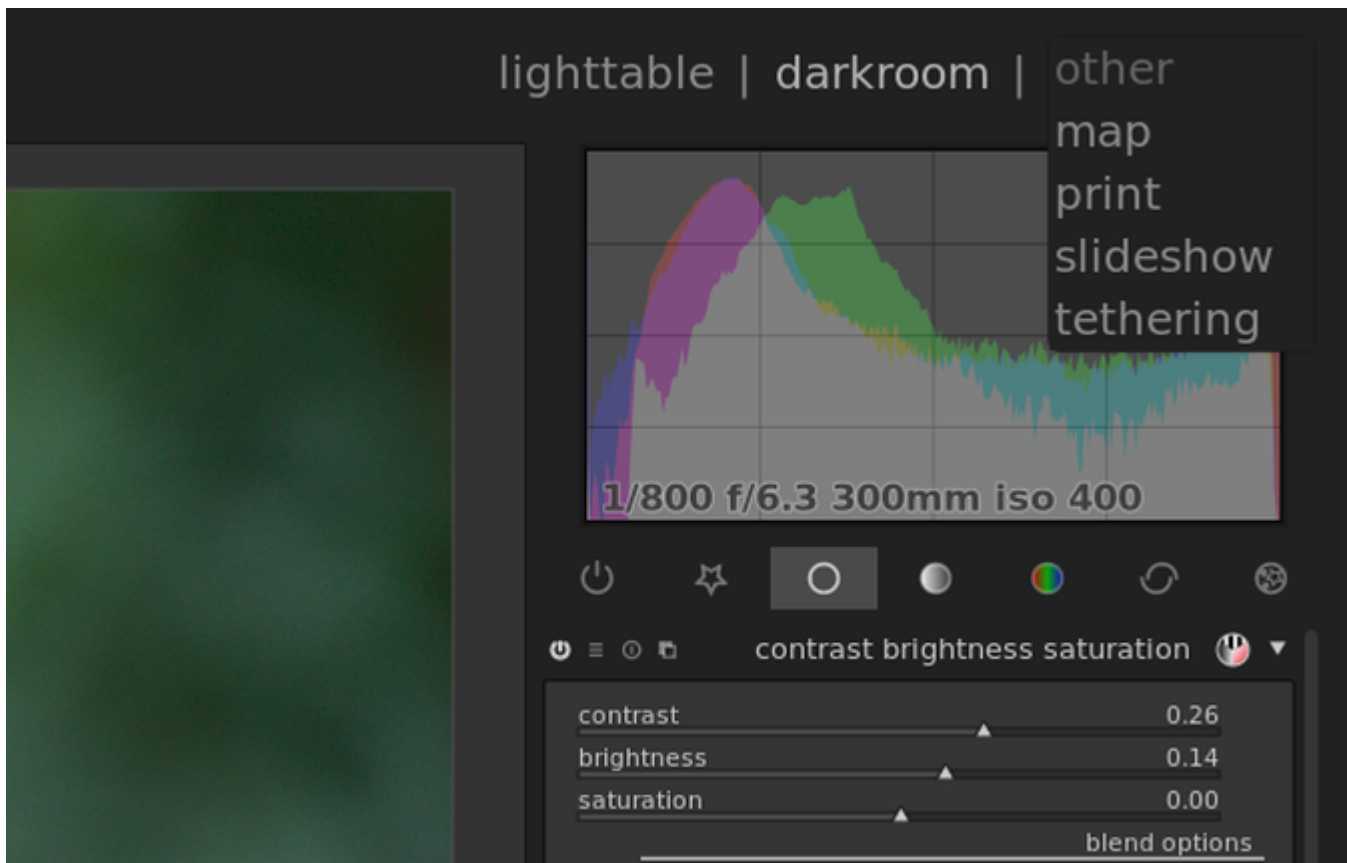 lighttable | darkroom | other
map
print
slideshow
tethering
1/800 f/6.3 300mm iso 400
contrast brightness saturation
contrast 0.26
brightness 0.14
saturation 0.00
blend options